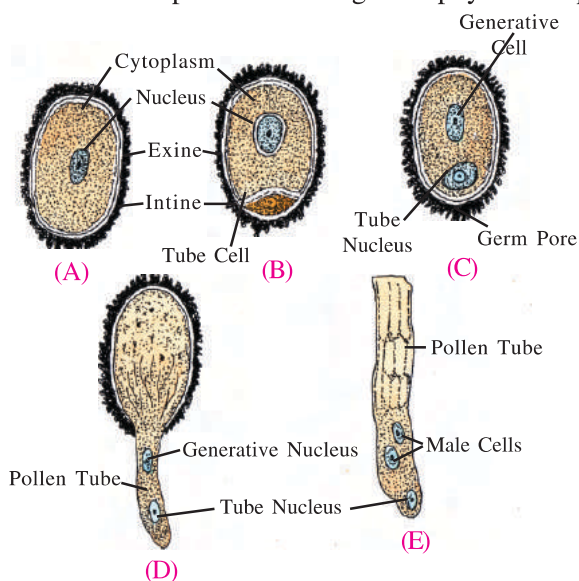 Generative
Cell
Cytoplasm
Nucleus
Exine
Intine
Tube Cell
Tube
Nucleus
Germ Pore
(A)
(B)
(C)
Pollen Tube
Generative Nucleus
Male Cells
Pollen Tube
Tube Nucleus
(D)
(E)